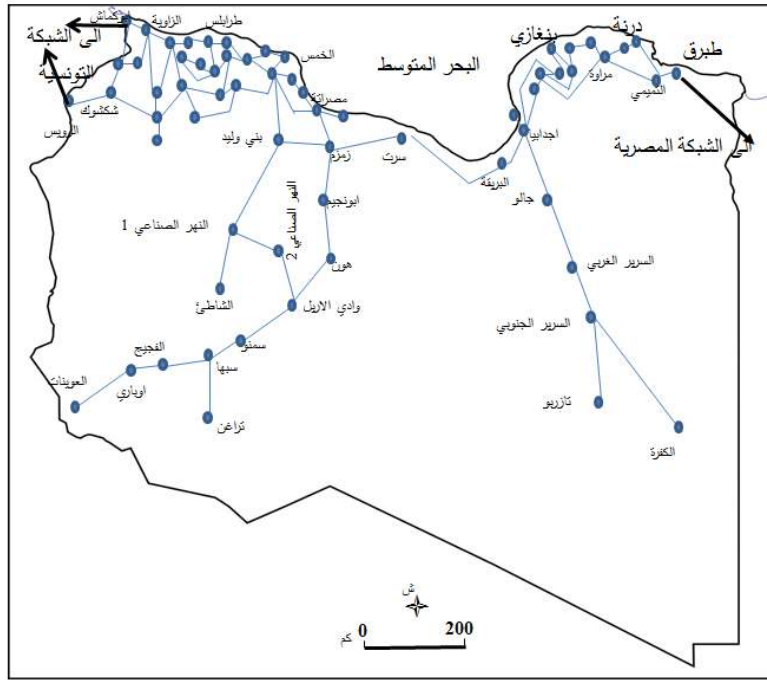 ابوكماش
الزاوية
طرابلس
الى الشبكة
التونسية
الخمس
البحر المتوسط
بنغازي
درنة
طبرق
مراوة
التميمي
شكشوك
الرويس
مصراتة
الى الشبكة المصرية
بني وليد
زمزم
سرت
اجدابيا
البريقة
ابونجيم
جالو
النهر الصناعي 1
النهر الصناعي 2
هون
السرير الغربي
الشاطئ
وادي الاريل
السرير الجنوبي
سمنو
الفجيج
سبها
العوينات
اوباري
تراغن
تازربو
الكفرة
ش
كم 0 200